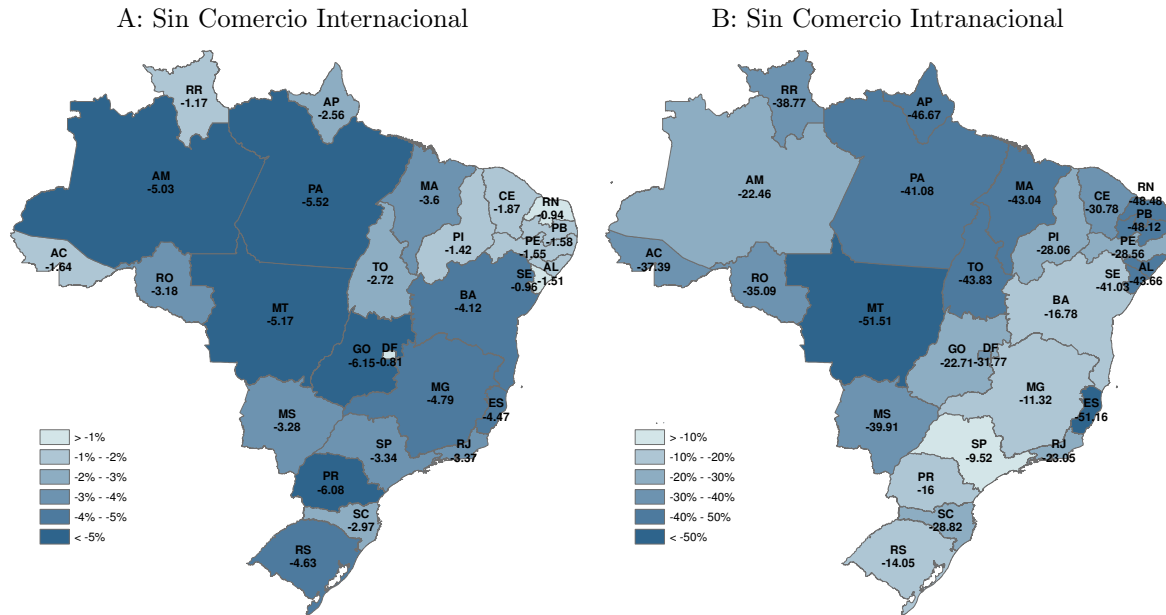 A: Sin Comercio Internacional
RR
-1.17
AP
-2.56
AM
-5.03
PA
-5.52
MA
-3.6
CE
-1.87
RN
-0.94
PB
-1.58
PI
-1.42
PE
-1.55
AL
-1.51
SE
-0.96
AC
-1.64
RO
-3.18
TO
-2.72
BA
-4.12
MT
-5.17
GO
-6.15
DF
-0.81
MG
-4.79
ES
-4.47
MS
-3.28
SP
-3.34
RJ
-3.37
PR
-6.08
SC
-2.97
RS
-4.63
> -1%
-1% - -2%
-2% - -3%
-3% - -4%
-4% - -5%
< -5%
B: Sin Comercio Intranacional
RR
-38.77
AP
-46.67
AM
-22.46
PA
-41.08
MA
-43.04
CE
-30.78
RN
-48.48
PB
-48.12
PI
-28.06
PE
-28.56
AL
-43.66
SE
-41.03
AC
-37.39
RO
-35.09
TO
-43.83
BA
-16.78
MT
-51.51
GO
-22.71
DF
-31.77
MG
-11.32
ES
-51.16
MS
-39.91
SP
-9.52
RJ
-23.05
PR
-16
SC
-28.82
RS
-14.05
> -10%
-10% - -20%
-20% - -30%
-30% - -40%
-40% - 50%
< -50%